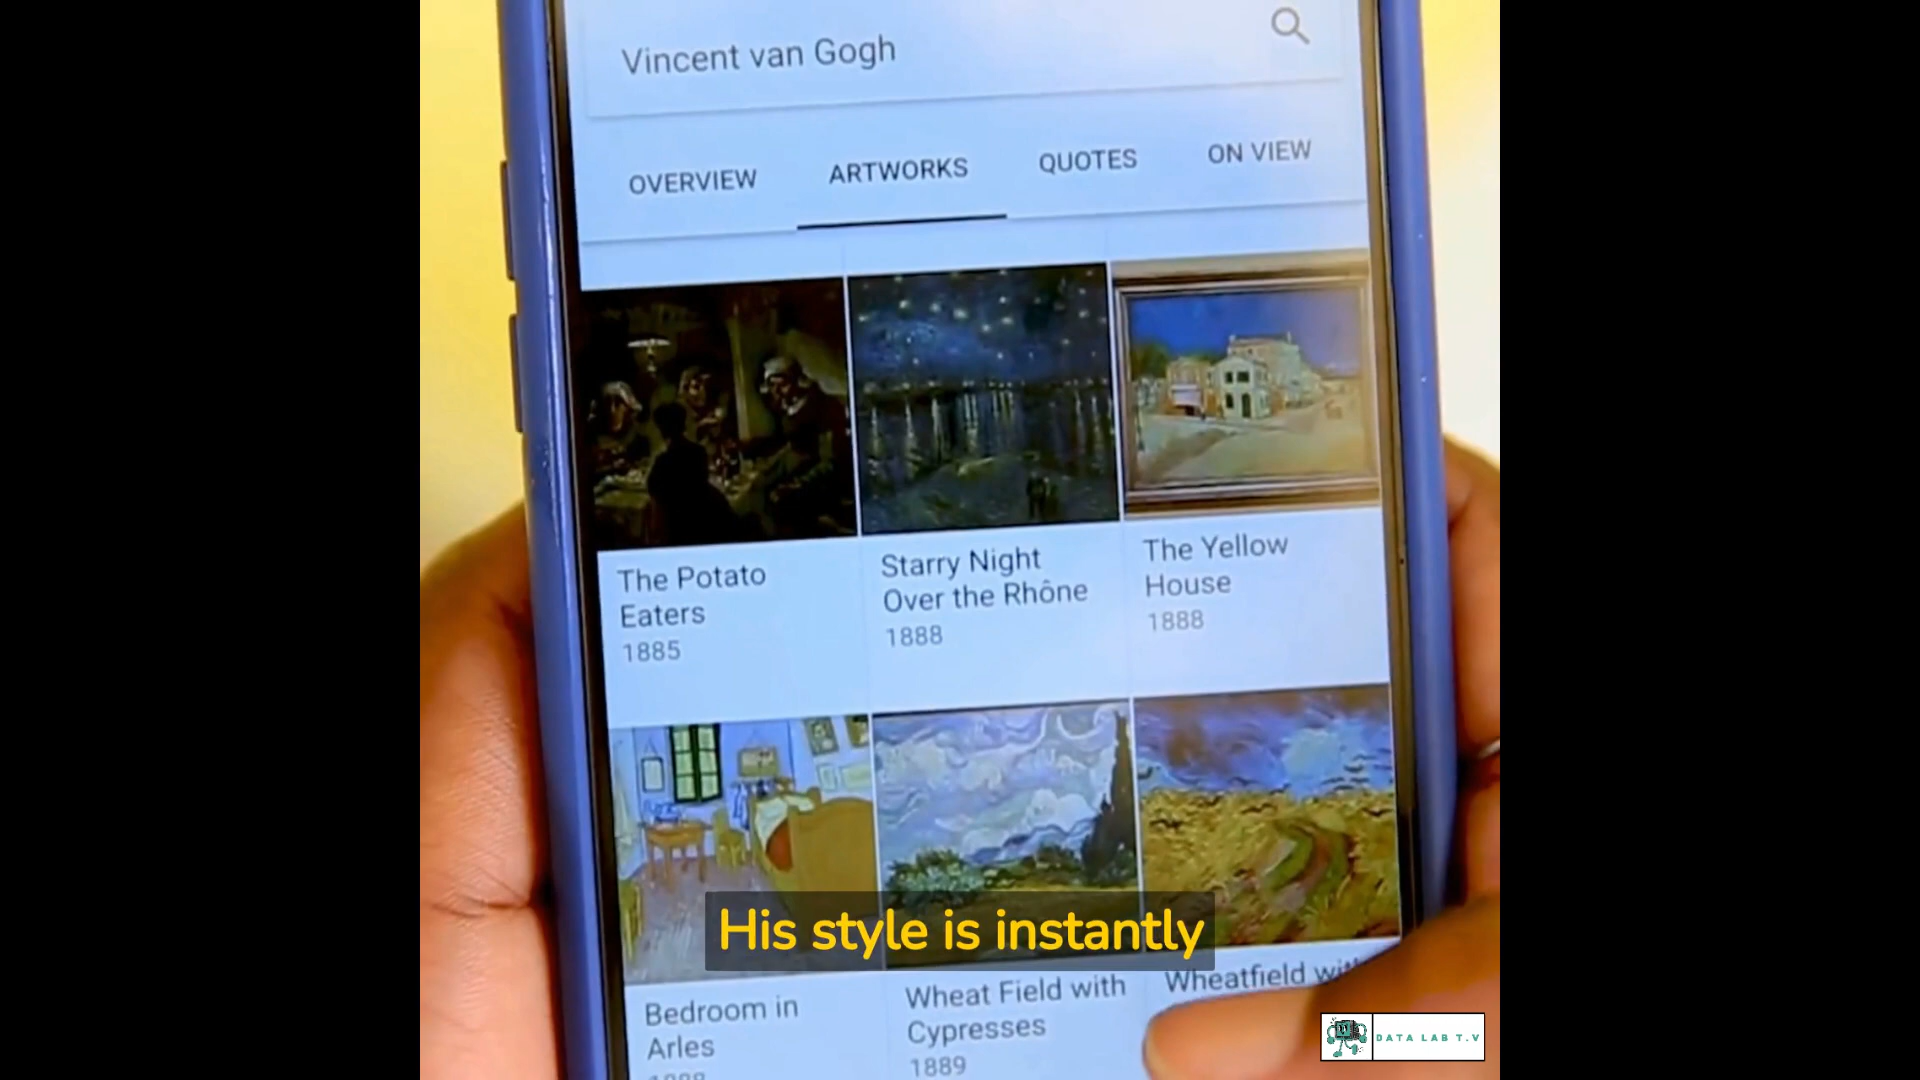 Vincent van Gogh
OVERVIEW
ARTWORKS
QUOTES
ON VIEW
The Potato
Eaters
1885
Starry Night
Over the Rhône
1888
The Yellow
House
1888
Bedroom in
Arles
1888
Wheat Field with
Cypresses
1889
Wheatfield
His style is instantly
DATA LAB T.V